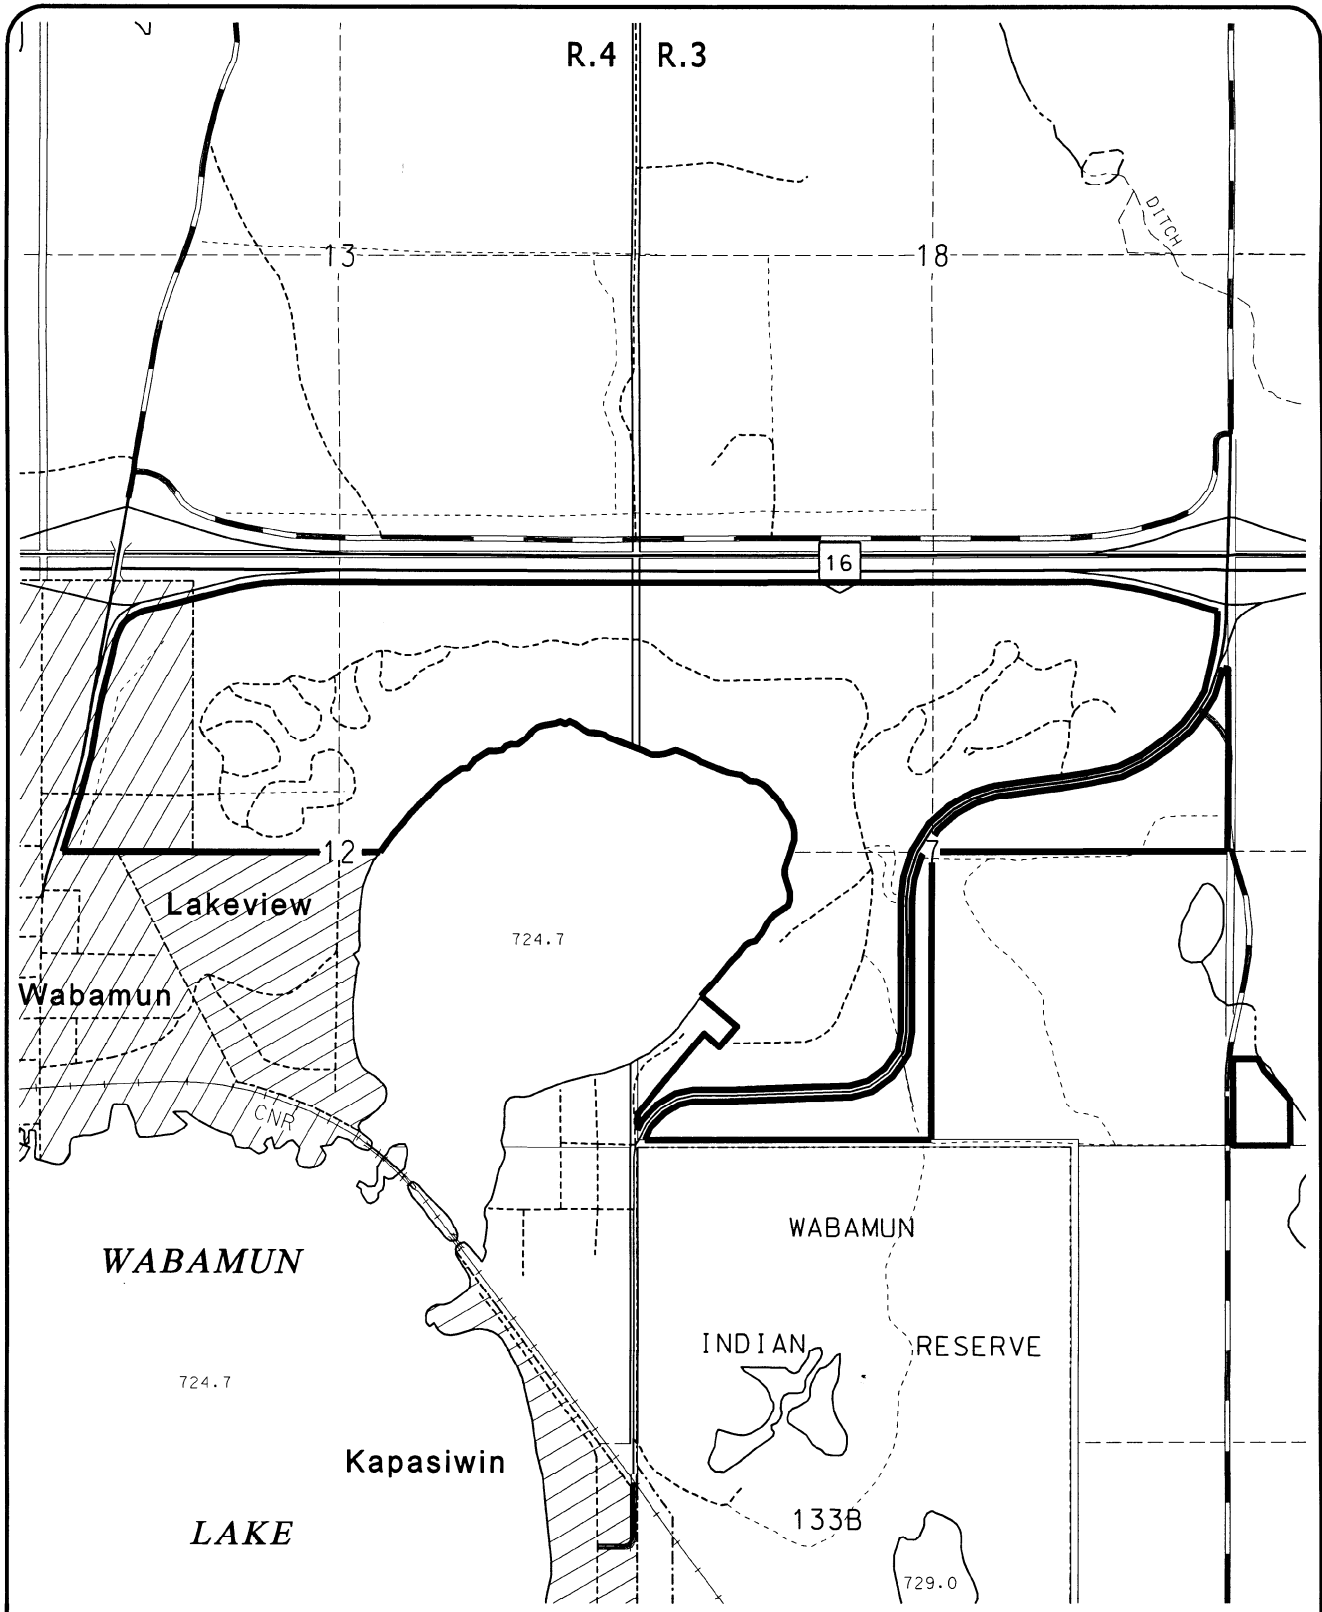 R.4 R.3
DITCH
13 18
16
12
7
Lakeview
724.7
Wabamun
CNR
WABAMUN
WABAMUN
INDIAN RESERVE
724.7
Kapasiwin
133B
LAKE
729.0